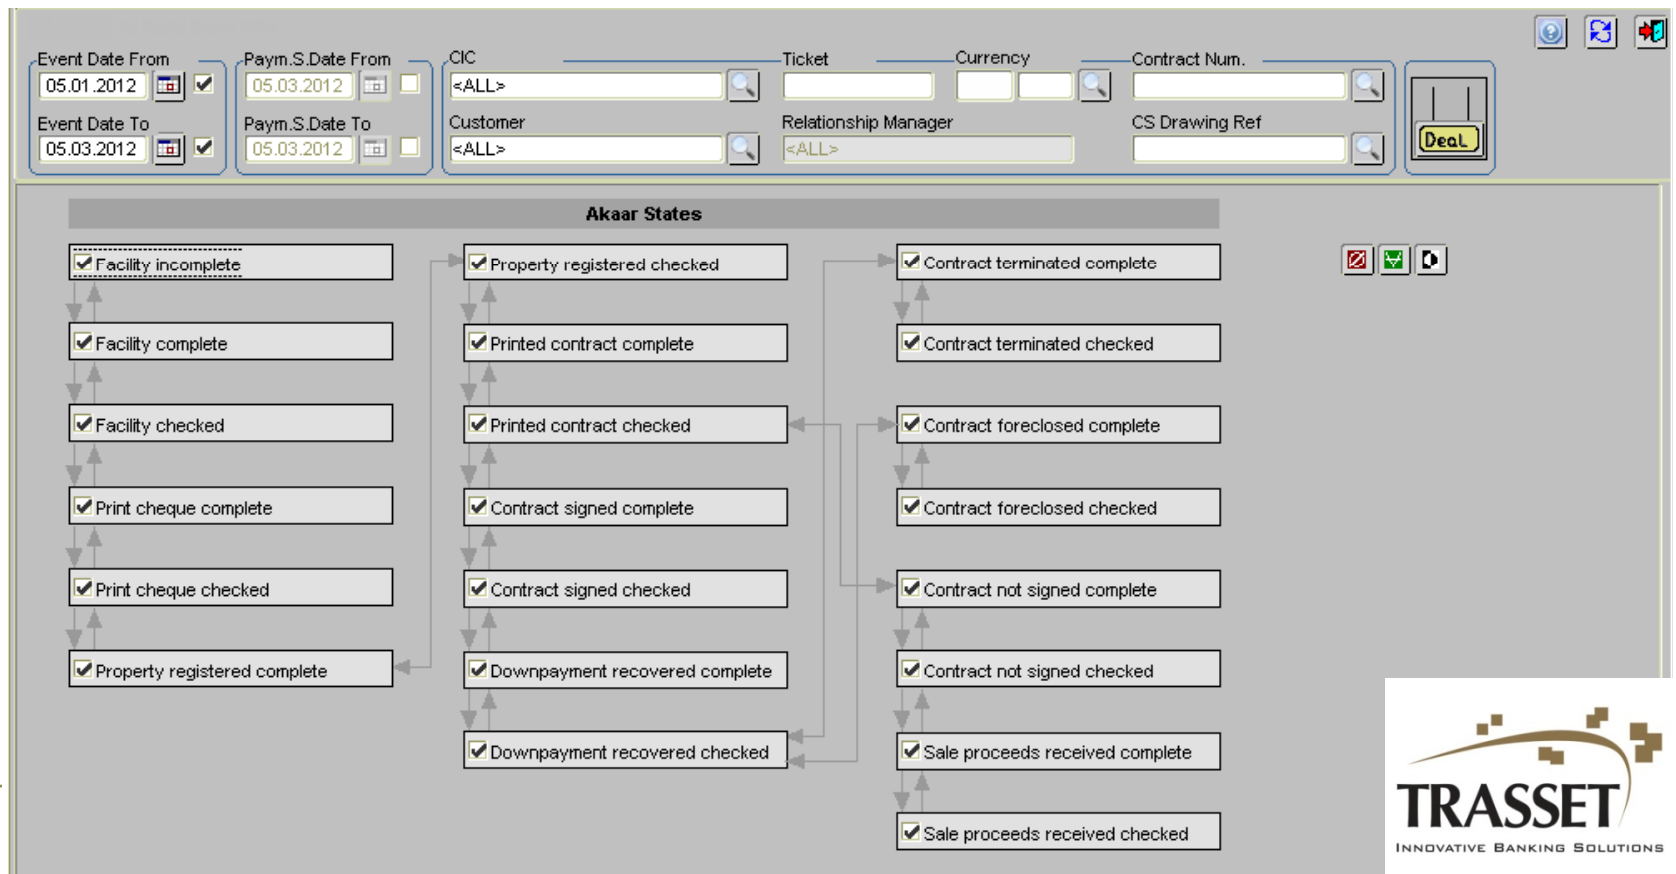 Event Date From Paym.S.Date From CIC Ticket Currency Contract Num.
05.01.2012 05.03.2012 <ALL>
Event Date To Paym.S.Date To Customer Relationship Manager CS Drawing Ref
05.03.2012 05.03.2012 <ALL> <ALL>
Deal
Akaar States
Facility incomplete
Facility complete
Facility checked
Print cheque complete
Print cheque checked
Property registered complete
Property registered checked
Printed contract complete
Printed contract checked
Contract signed complete
Contract signed checked
Downpayment recovered complete
Downpayment recovered checked
Contract terminated complete
Contract terminated checked
Contract foreclosed complete
Contract foreclosed checked
Contract not signed complete
Contract not signed checked
Sale proceeds received complete
Sale proceeds received checked
TRASSET
INNOVATIVE BANKING SOLUTIONS